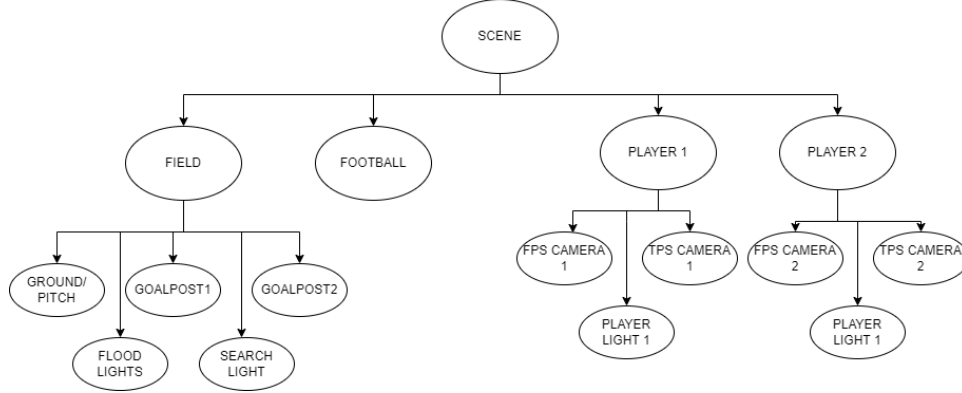 SCENE
FIELD
FOOTBALL
PLAYER 1
PLAYER 2
GROUND/
PITCH
GOALPOST1
GOALPOST2
FLOOD
LIGHTS
SEARCH
LIGHT
FPS CAMERA
1
TPS CAMERA
1
PLAYER
LIGHT 1
FPS CAMERA
2
TPS CAMERA
2
PLAYER
LIGHT 1